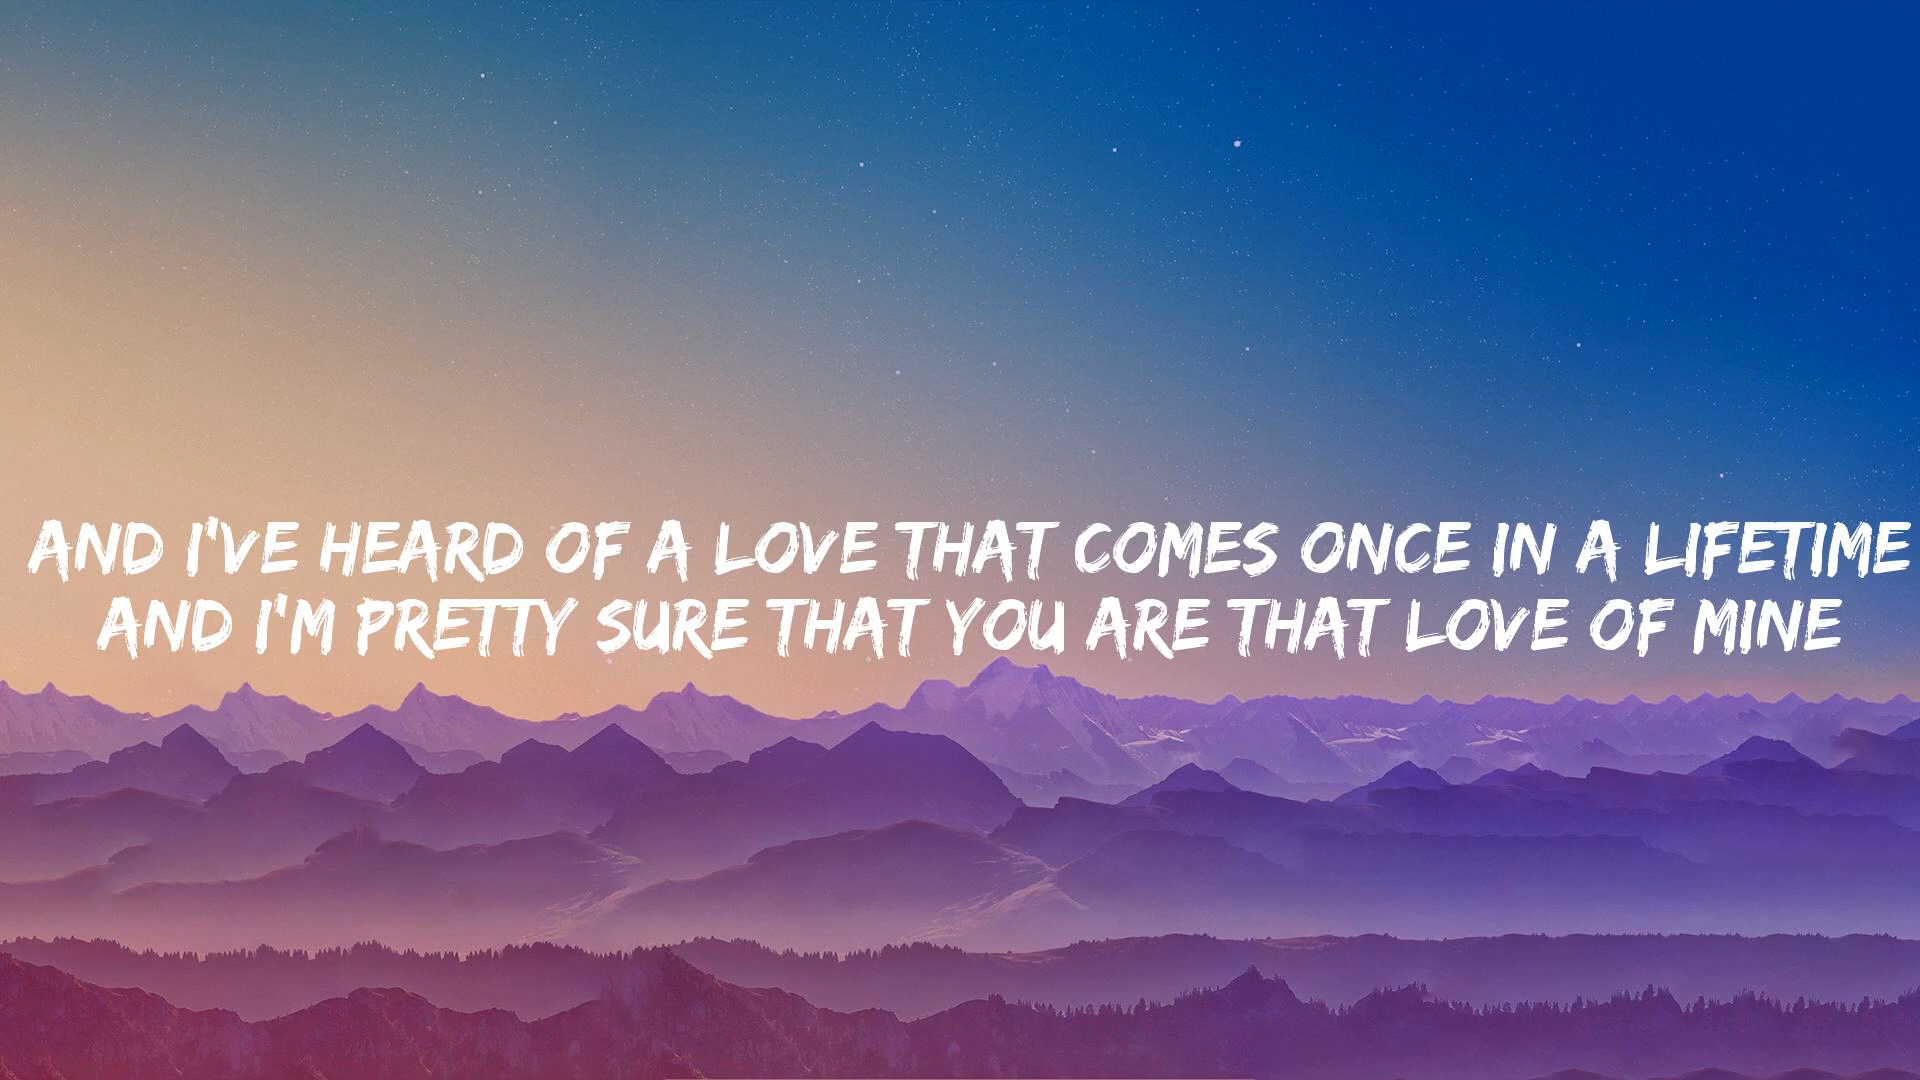 AND I'VE HEARD OF A LOVE THAT COMES ONCE IN A LIFETIME
AND I'M PRETTY SURE THAT YOU ARE THAT LOVE OF MINE